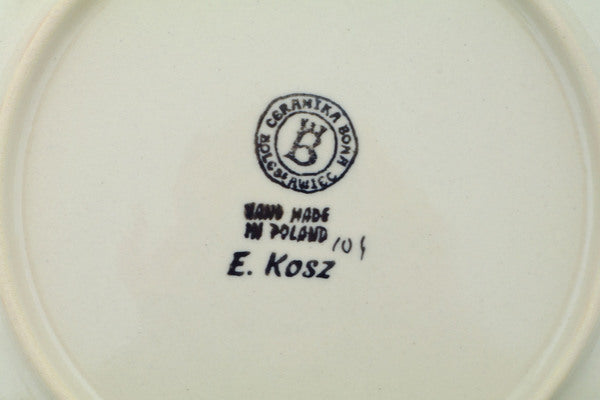 CERAMIKA BONA
BOLESŁAWIEC
B
HAND MADE
IN POLAND
E. Kosz